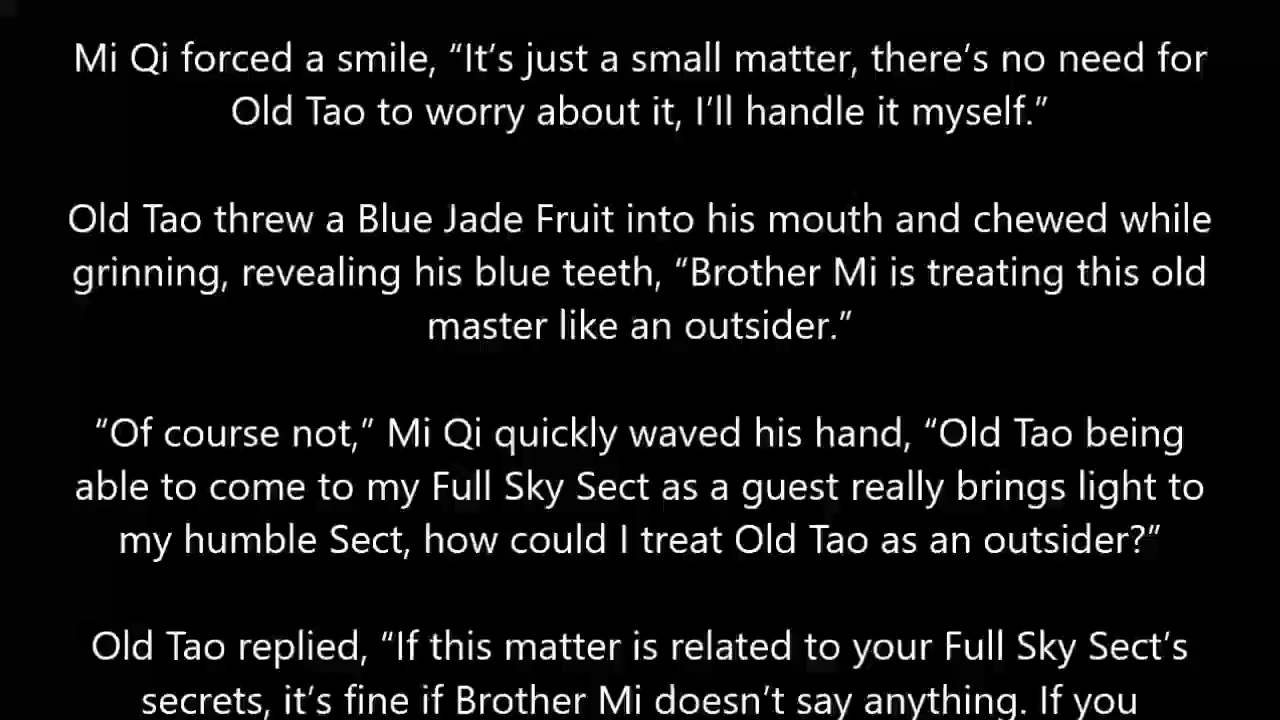 Mi Qi forced a smile, “It’s just a small matter, there’s no need for
Old Tao to worry about it, I’ll handle it myself.”
Old Tao threw a Blue Jade Fruit into his mouth and chewed while
grinning, revealing his blue teeth, “Brother Mi is treating this old
master like an outsider.”
“Of course not,” Mi Qi quickly waved his hand, “Old Tao being
able to come to my Full Sky Sect as a guest really brings light to
my humble Sect, how could I treat Old Tao as an outsider?”
Old Tao replied, “If this matter is related to your Full Sky Sect’s
secrets, it’s fine if Brother Mi doesn’t say anything. If you